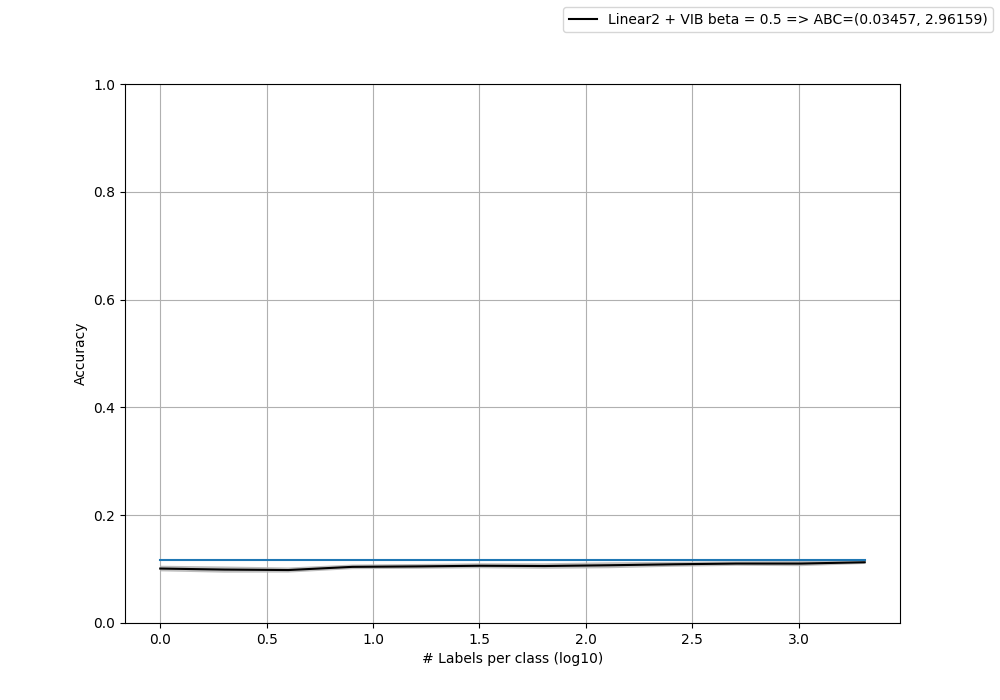 Linear2 + VIB beta = 0.5 => ABC=(0.03457, 2.96159)
1.0
0.8
0.6
0.4
0.2
0.0
Accuracy
0.0 0.5 1.0 1.5 2.0 2.5 3.0
# Labels per class (log10)